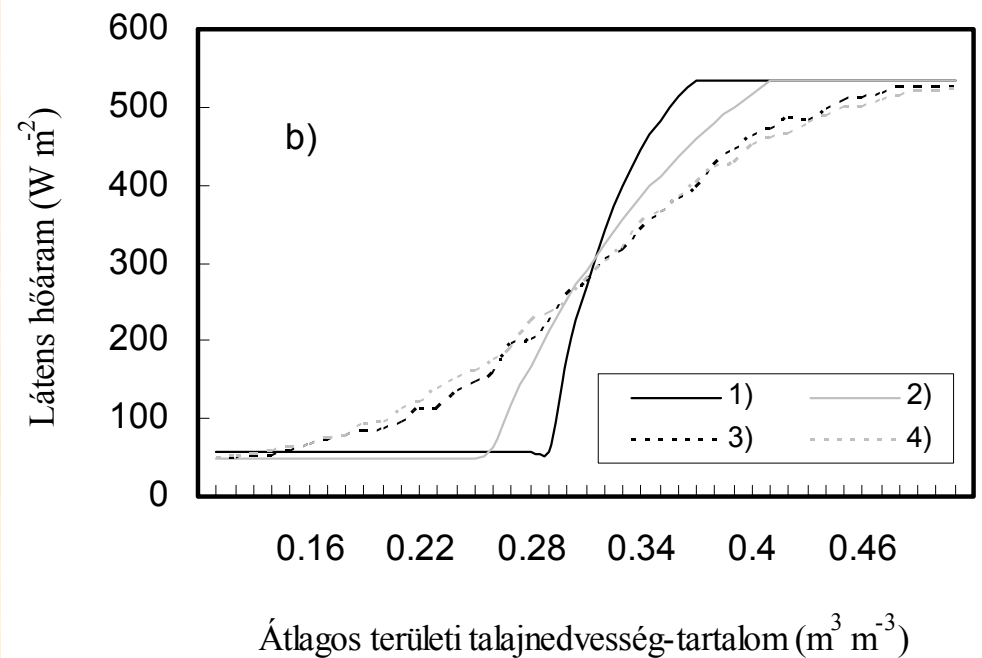 600
500
400
300
200
100
0
Látens hőáram (W m⁻²)
b)
1) 2)
3) 4)
0.16 0.22 0.28 0.34 0.4 0.46
Átlagos területi talajnedvesség-tartalom (m³ m⁻³)